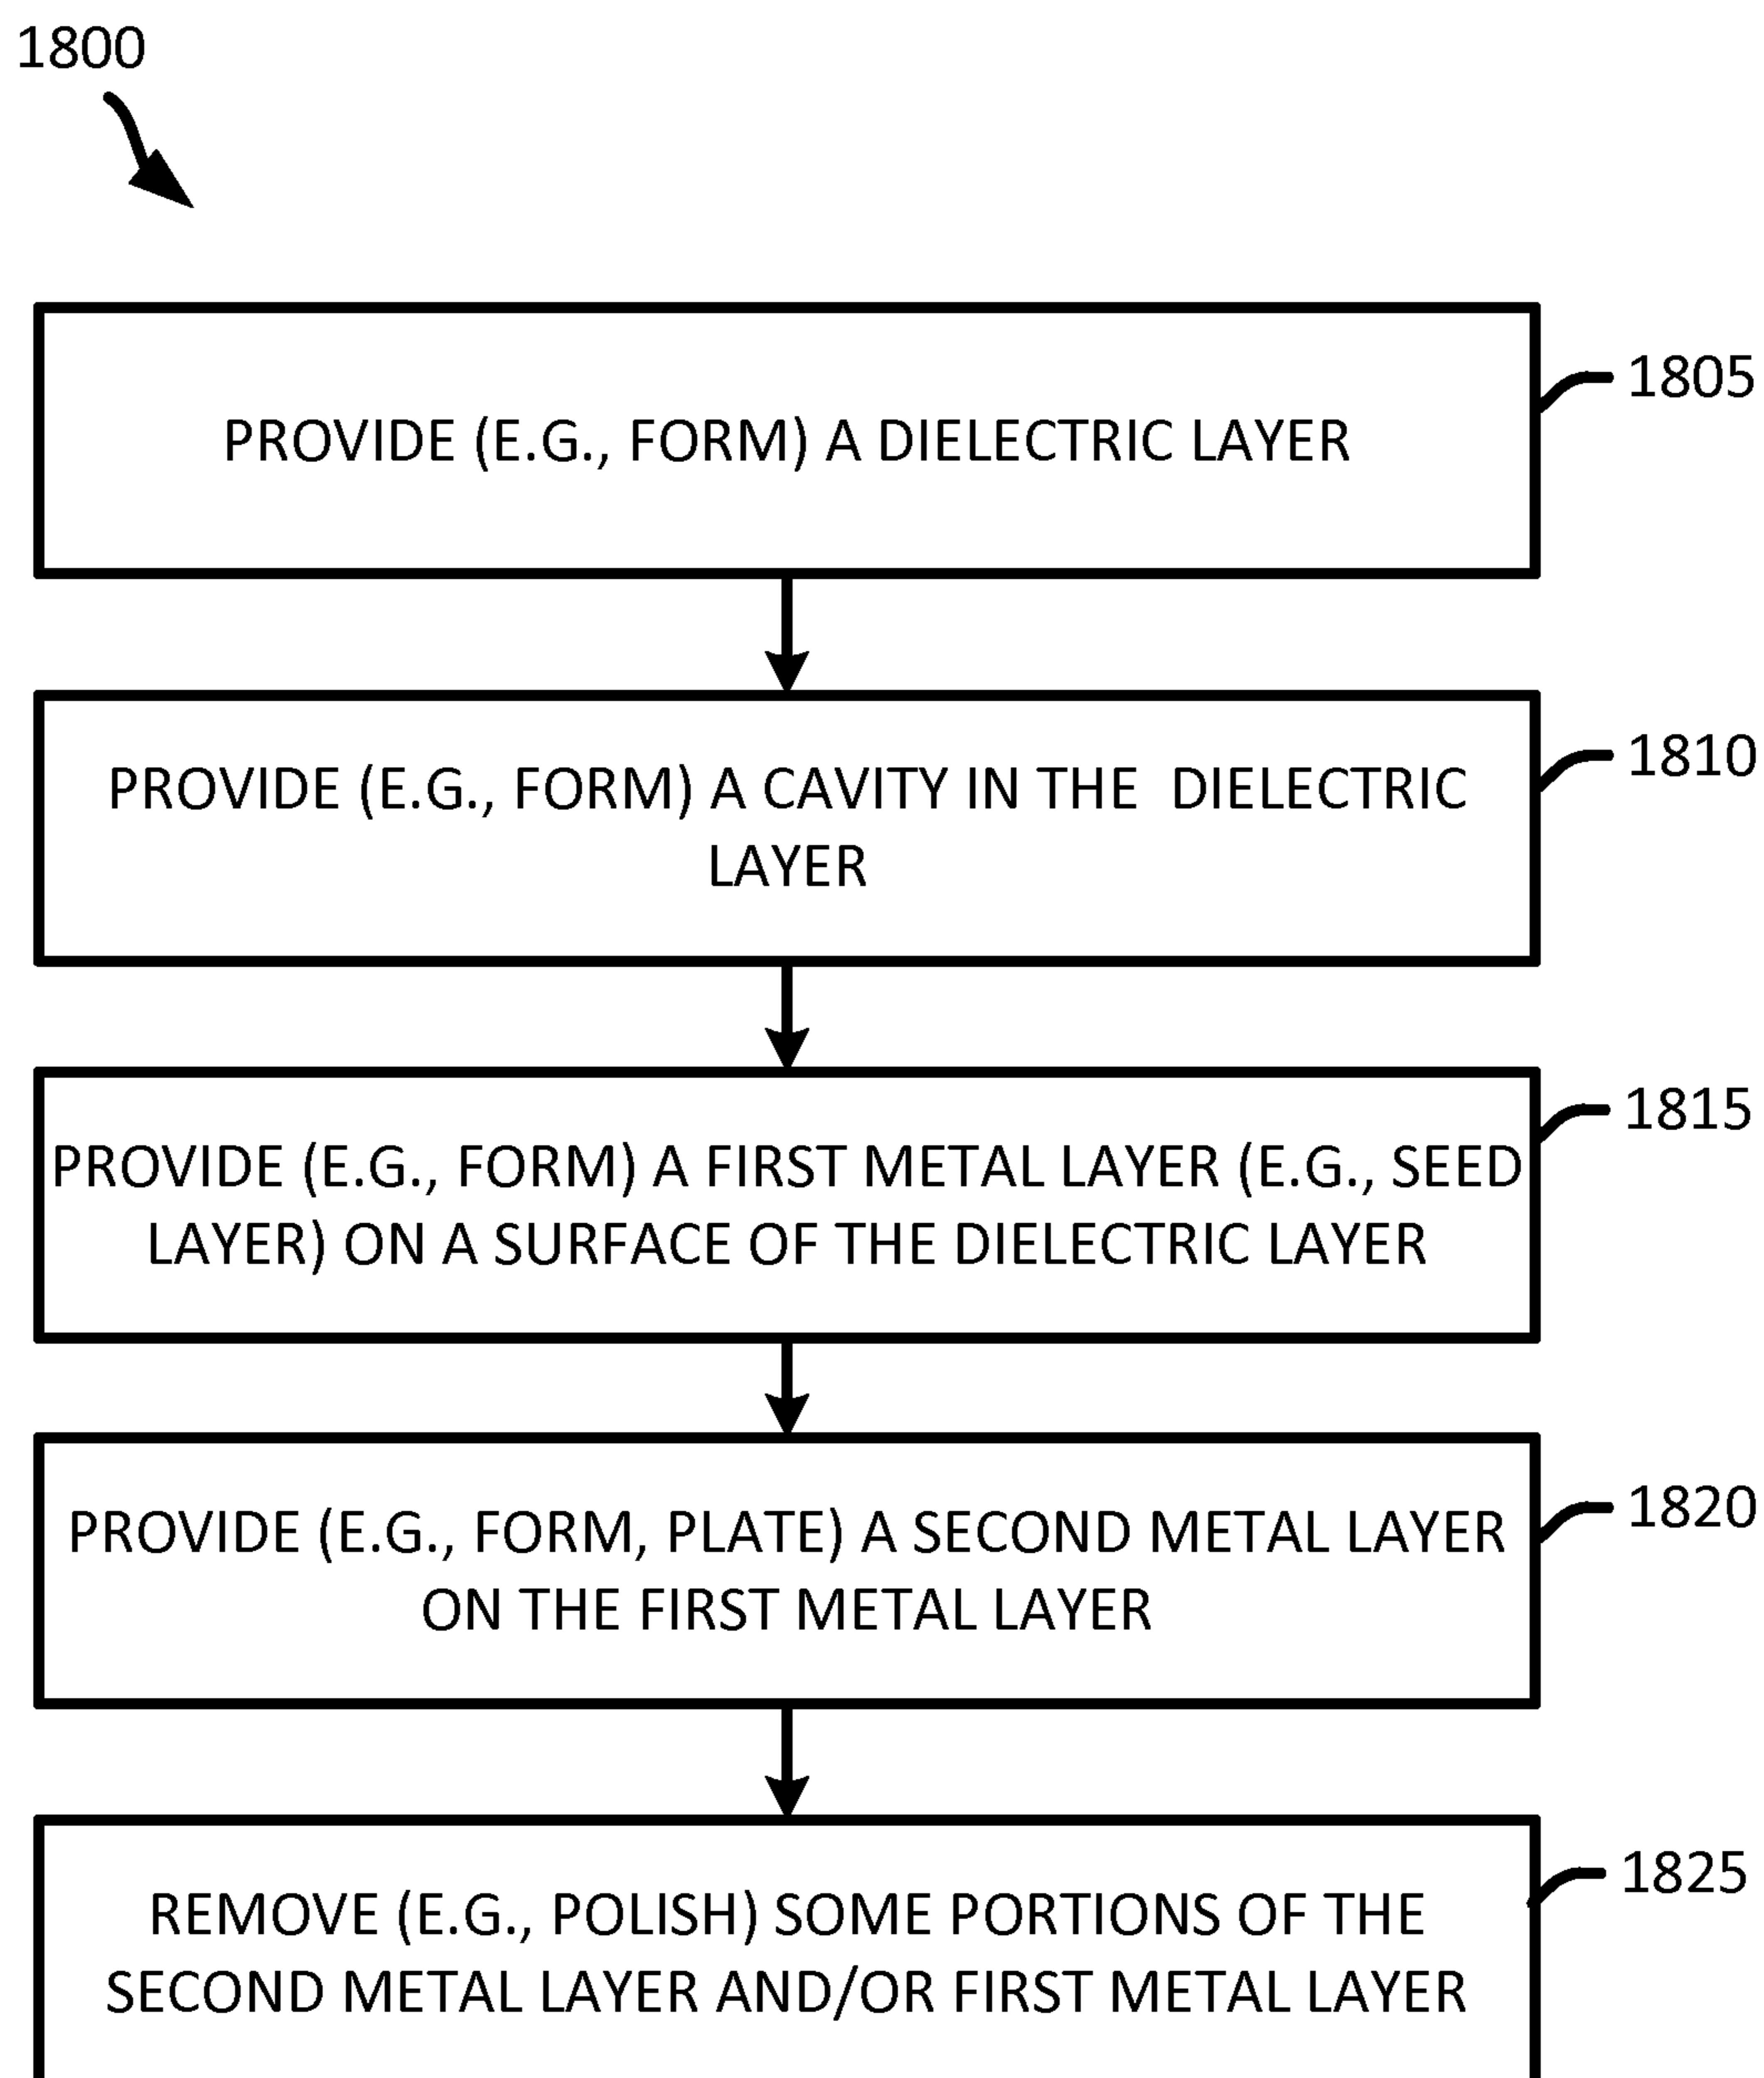 1800
PROVIDE (E.G., FORM) A DIELECTRIC LAYER
1805
PROVIDE (E.G., FORM) A CAVITY IN THE DIELECTRIC
LAYER
1810
PROVIDE (E.G., FORM) A FIRST METAL LAYER (E.G., SEED
LAYER) ON A SURFACE OF THE DIELECTRIC LAYER
1815
PROVIDE (E.G., FORM, PLATE) A SECOND METAL LAYER
ON THE FIRST METAL LAYER
1820
REMOVE (E.G., POLISH) SOME PORTIONS OF THE
SECOND METAL LAYER AND/OR FIRST METAL LAYER
1825